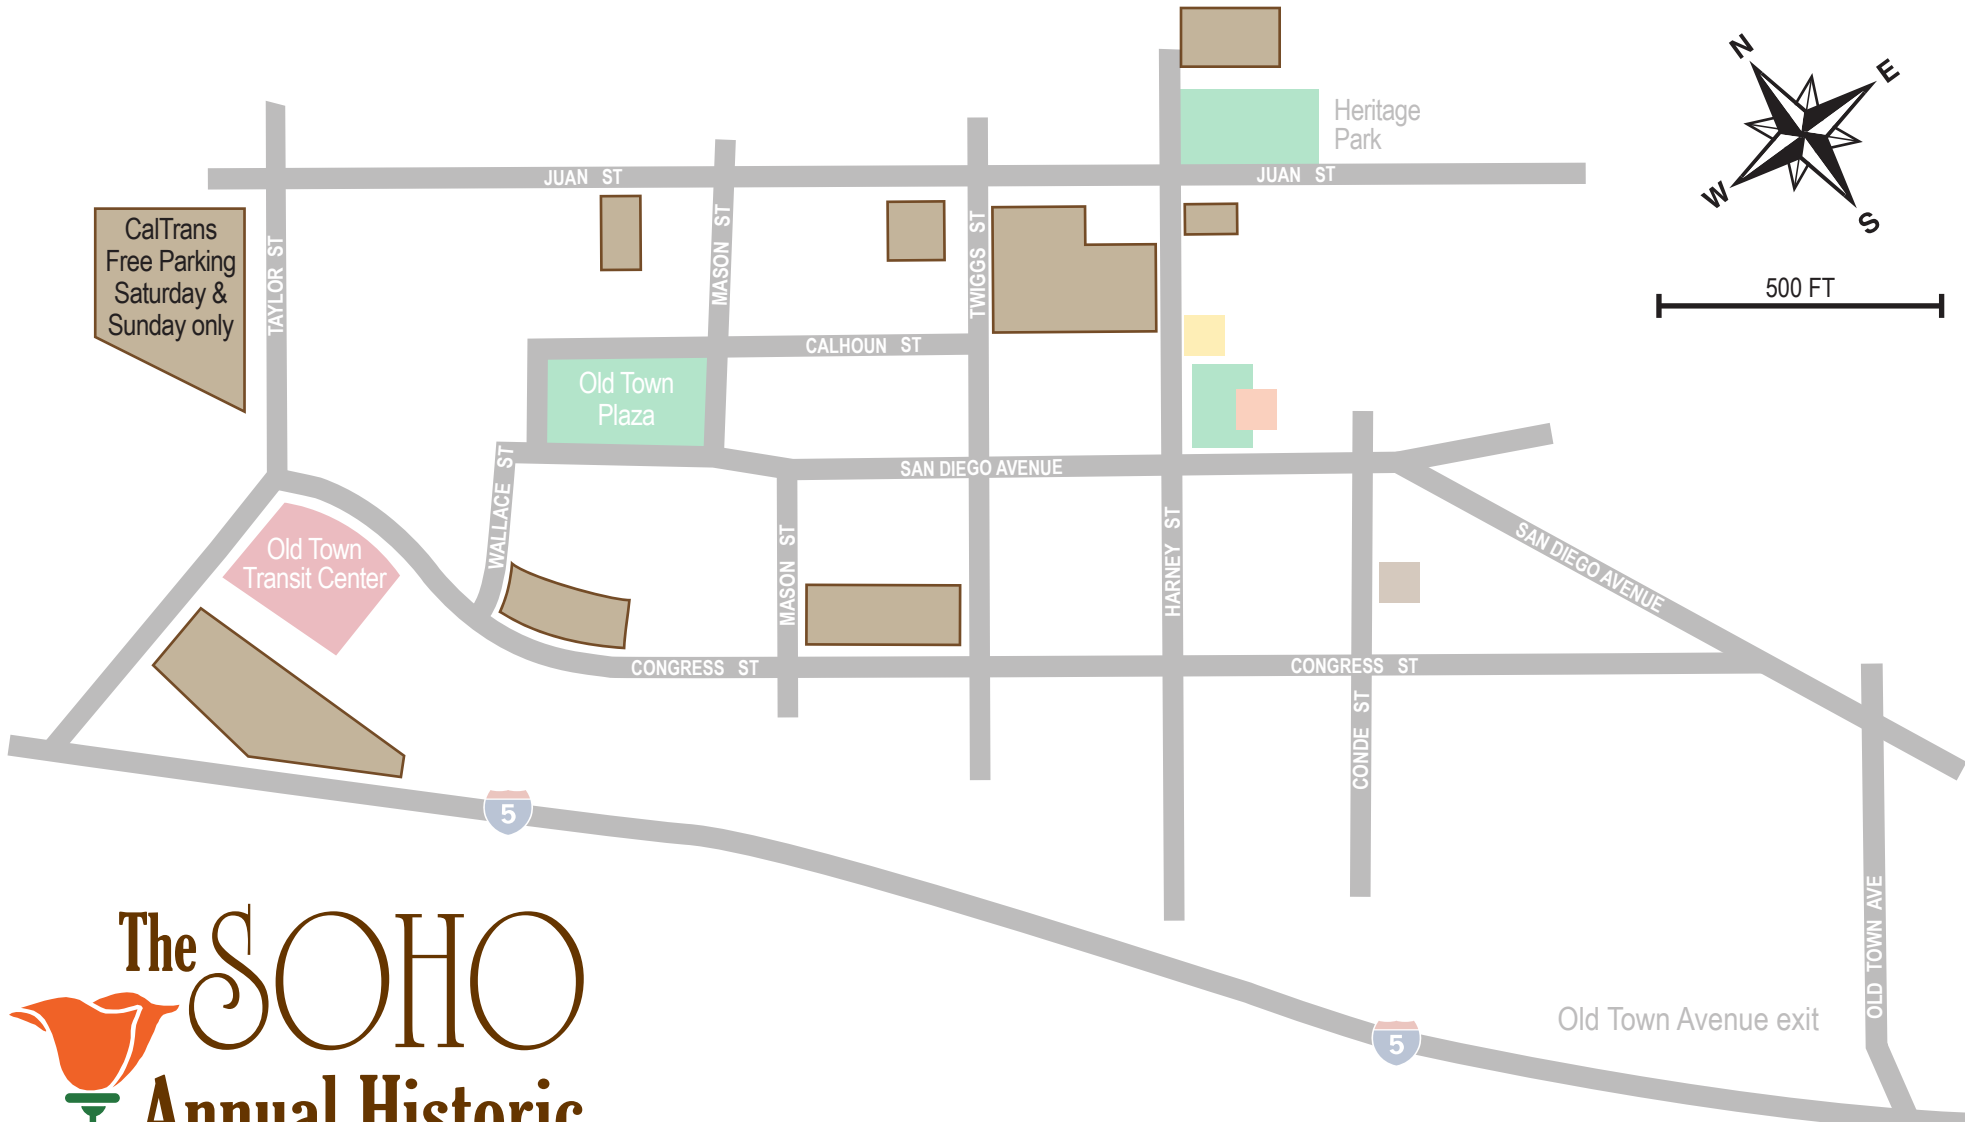 N
E
W
S
500 FT
Heritage
Park
JUAN ST
JUAN ST
CalTrans
Free Parking
Saturday &
Sunday only
TAYLOR ST
MASON ST
TWIGGS ST
CALHOUN ST
Old Town
Plaza
SAN DIEGO AVENUE
WALLACE ST
Old Town
Transit Center
MASON ST
HARNEY ST
SAN DIEGO AVENUE
CONGRESS ST
CONGRESS ST
CONDE ST
5
OLD TOWN AVE
Old Town Avenue exit
5
The SOHO
Annual Historic